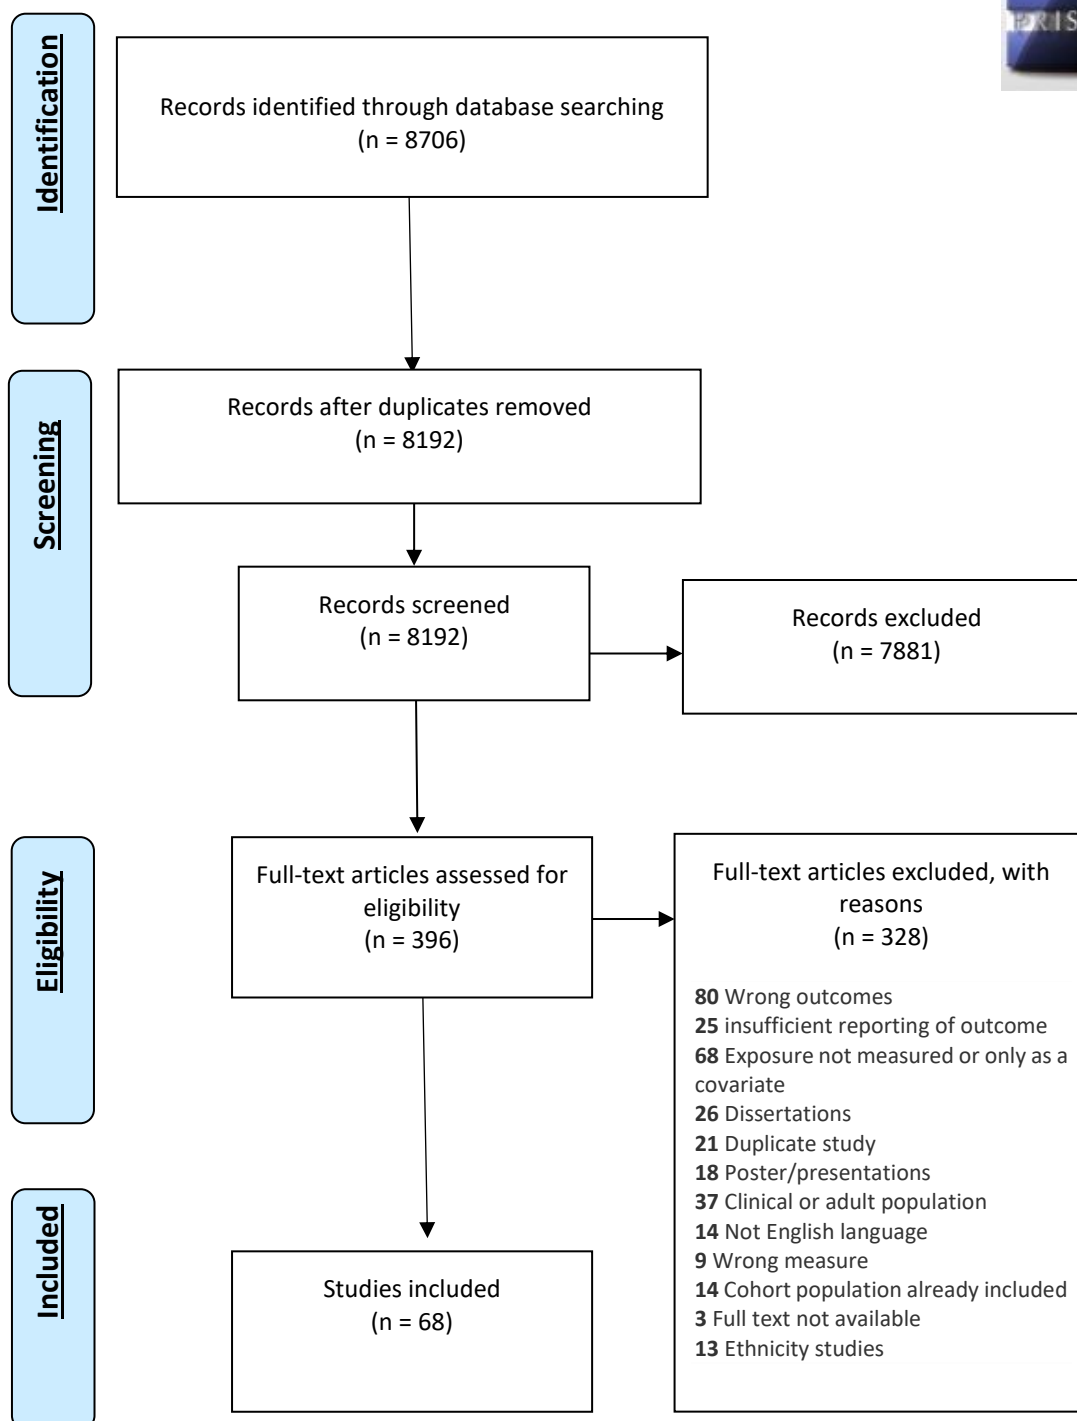 Identification
Records identified through database searching
(n = 8706)
Screening
Records after duplicates removed
(n = 8192)
Records screened
(n = 8192)
Records excluded
(n = 7881)
Eligibility
Full-text articles assessed for
eligibility
(n = 396)
Full-text articles excluded, with
reasons
(n = 328)
80 Wrong outcomes
25 insufficient reporting of outcome
68 Exposure not measured or only as a
covariate
26 Dissertations
21 Duplicate study
18 Poster/presentations
37 Clinical or adult population
14 Not English language
9 Wrong measure
14 Cohort population already included
3 Full text not available
13 Ethnicity studies
Included
Studies included
(n = 68)